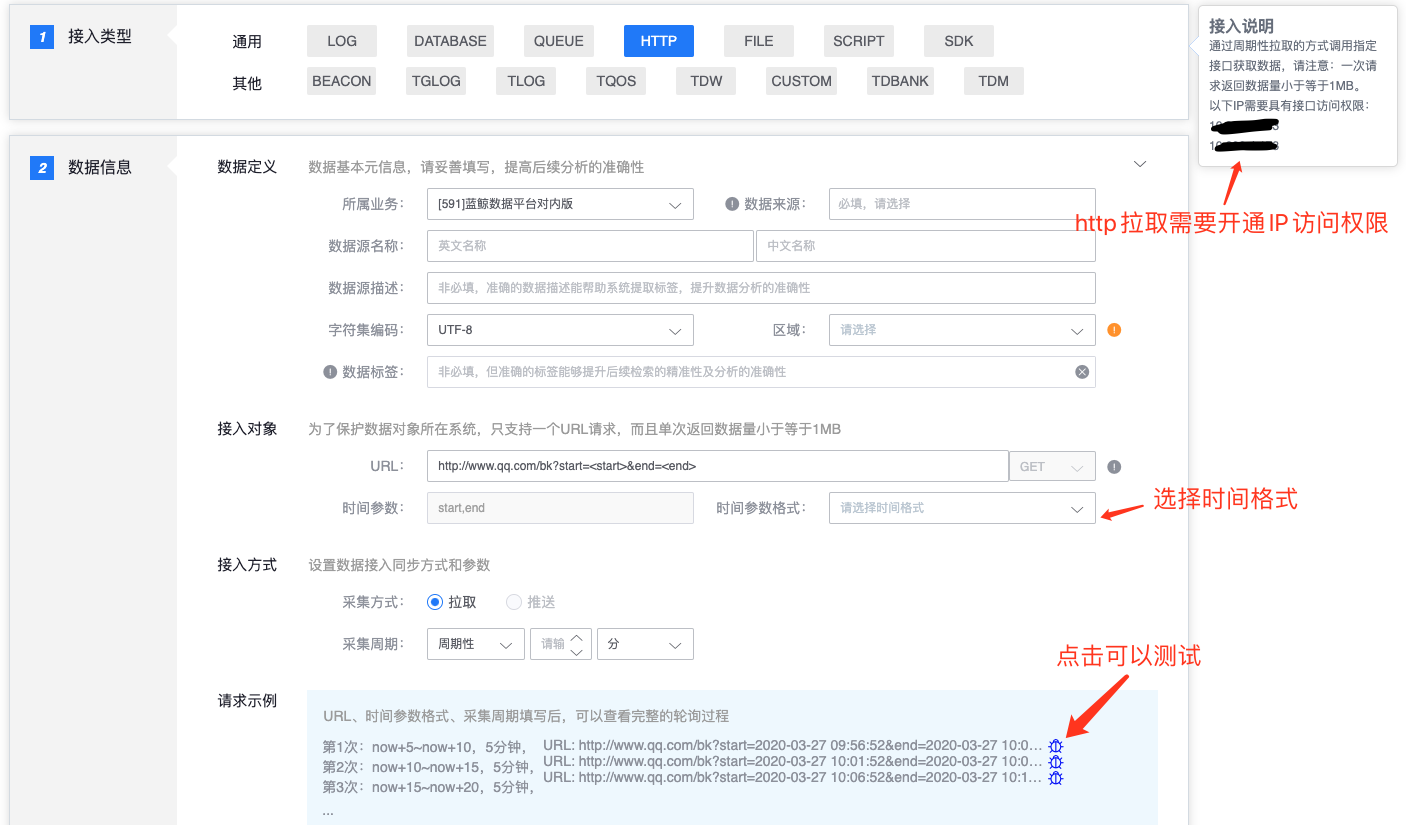 1 接入类型
通用 LOG DATABASE QUEUE HTTP FILE SCRIPT SDK
其他 BEACON TGLOG TLOG TQOS TDW CUSTOM TDBANK TDM
接入说明
通过周期性拉取的方式调用指定
接口获取数据，请注意：一次请
求返回数据量小于等于1MB。
以下IP需要具有接口访问权限：
http 拉取需要开通IP 访问权限
2 数据信息
数据定义 数据基本元信息，请妥善填写，提高后续分析的准确性
所属业务： [591]蓝鲸数据平台对内版 数据来源： 必填，请选择
数据源名称： 英文名称 中文名称
数据源描述： 非必填，准确的数据描述能帮助系统提取标签，提升数据分析的准确性
字符集编码： UTF-8 区域： 请选择
数据标签： 非必填，但准确的标签能够提升后续检索的精准性及分析的准确性
接入对象 为了保护数据对象所在系统，只支持一个URL请求，而且单次返回数据量小于等于1MB
URL： http://www.qq.com/bk?start=<start>&end=<end> GET
时间参数： start,end 时间参数格式： 请选择时间格式
选择时间格式
接入方式 设置数据接入同步方式和参数
采集方式： 拉取 推送
采集周期： 周期性 请输 分
点击可以测试
请求示例 URL、时间参数格式、采集周期填写后，可以查看完整的轮询过程
第1次：now+5~now+10，5分钟， URL: http://www.qq.com/bk?start=2020-03-27 09:56:52&end=2020-03-27 10:0...
第2次：now+10~now+15，5分钟， URL: http://www.qq.com/bk?start=2020-03-27 10:01:52&end=2020-03-27 10:0...
第3次：now+15~now+20，5分钟， URL: http://www.qq.com/bk?start=2020-03-27 10:06:52&end=2020-03-27 10:1...
...